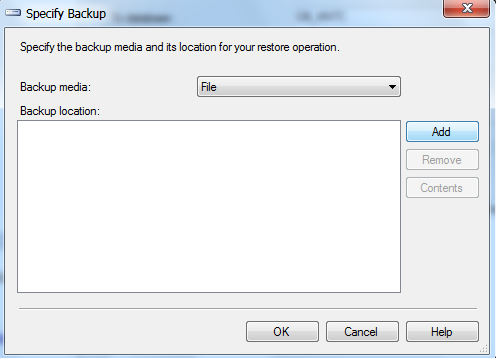 Specify Backup
Specify the backup media and its location for your restore operation.
Backup media:
File
Backup location:
Add
Remove
Contents
OK
Cancel
Help